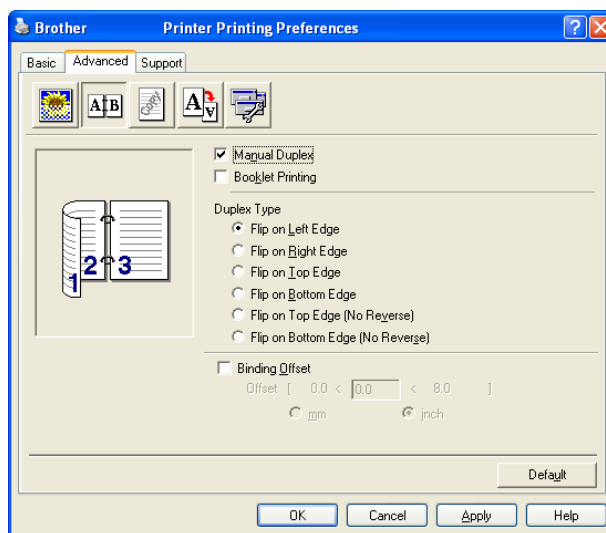 Brother Printer Printing Preferences
Basic Advanced Support
A B A A
Manual Duplex
Booklet Printing
Duplex Type
Flip on Left Edge
Flip on Right Edge
Flip on Top Edge
Flip on Bottom Edge
Flip on Top Edge (No Reverse)
Flip on Bottom Edge (No Reverse)
1 2 3
Binding Offset
Offset [ 0.0 < 0.0 < 8.0 ]
mm inch
Default
OK Cancel Apply Help